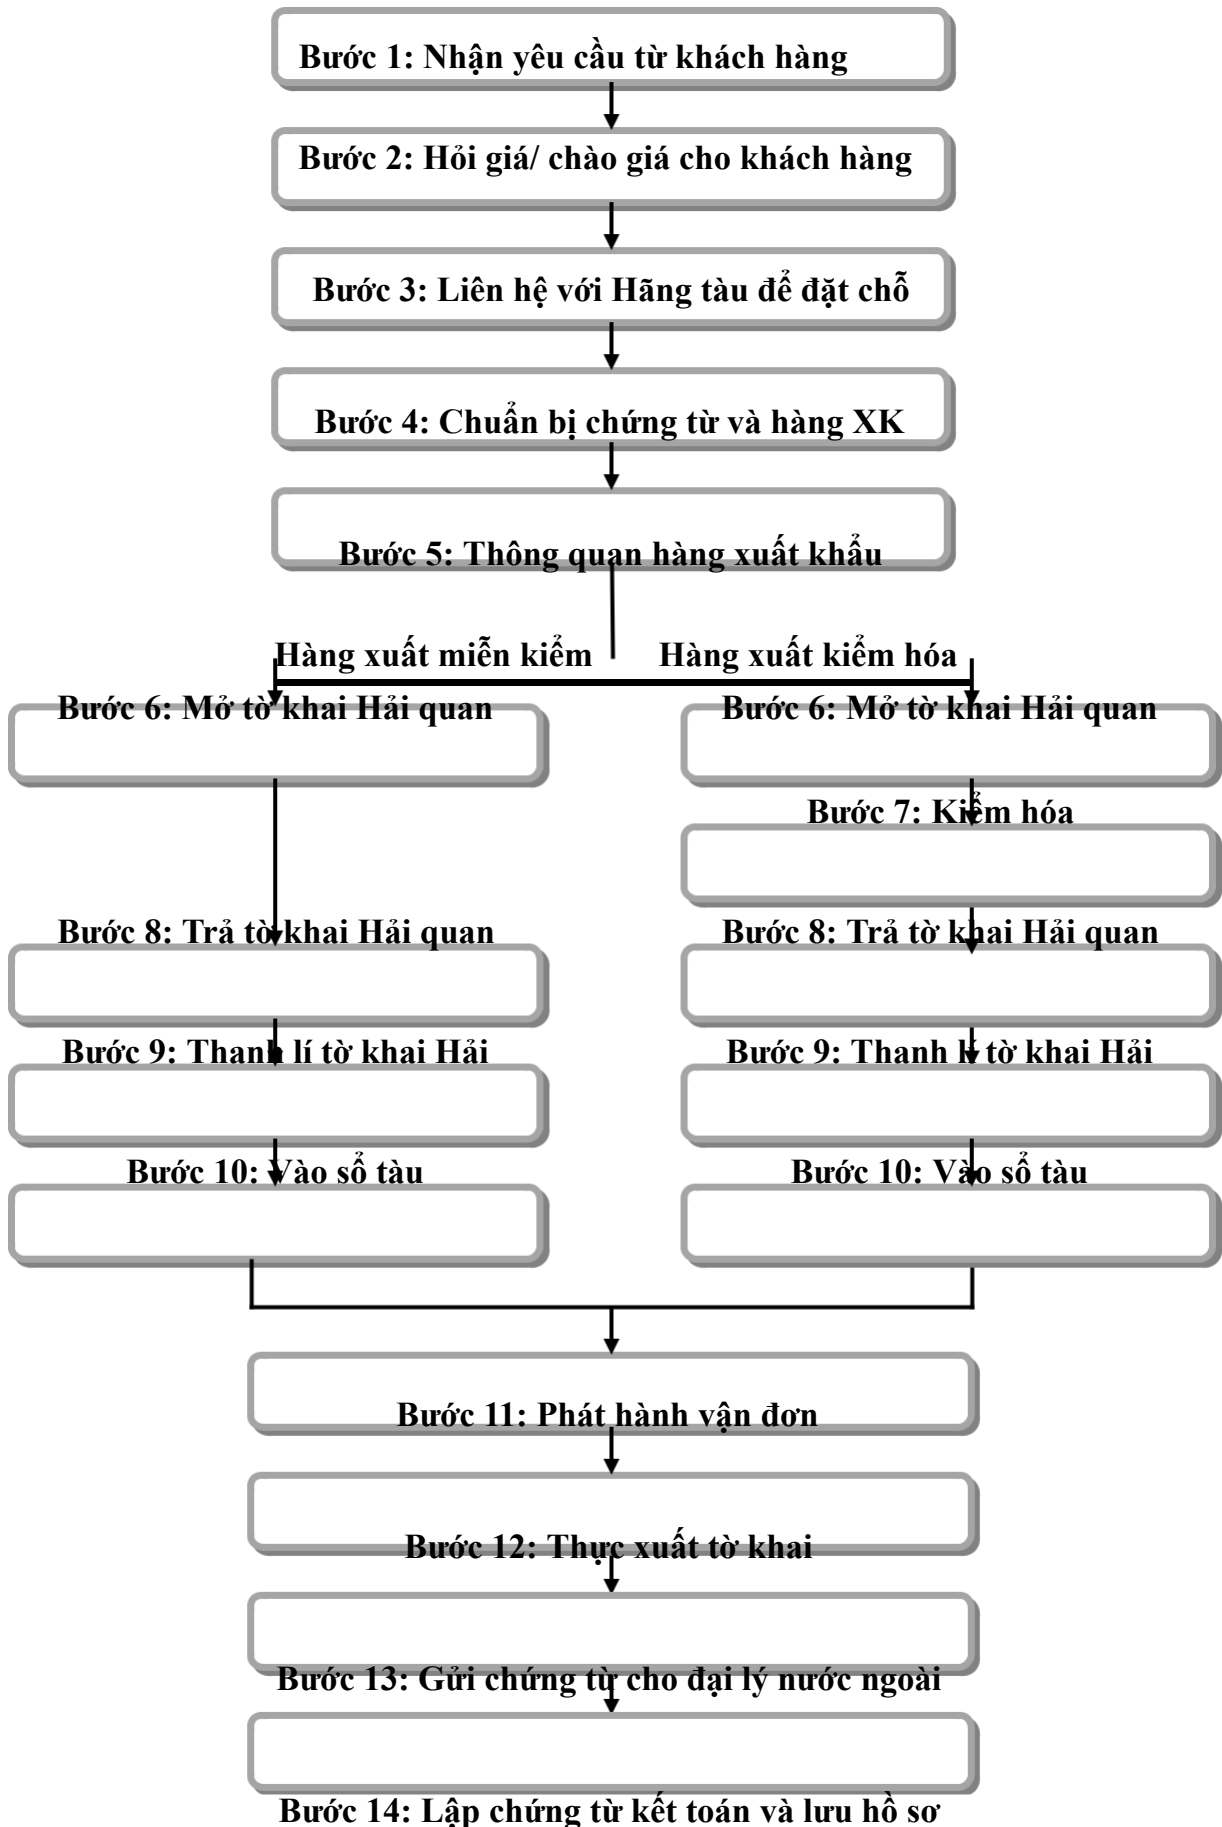 Bước 1: Nhận yêu cầu từ khách hàng
Bước 2: Hỏi giá/ chào giá cho khách hàng
Bước 3: Liên hệ với Hãng tàu để đặt chỗ
Bước 4: Chuẩn bị chứng từ và hàng XK
Bước 5: Thông quan hàng xuất khẩu
Hàng xuất miễn kiểm
Hàng xuất kiểm hóa
Bước 6: Mở tờ khai Hải quan
Bước 6: Mở tờ khai Hải quan
Bước 7: Kiểm hóa
Bước 8: Trả tờ khai Hải quan
Bước 8: Trả tờ khai Hải quan
Bước 9: Thanh lí tờ khai Hải
Bước 9: Thanh lí tờ khai Hải
Bước 10: Vào sổ tàu
Bước 10: Vào sổ tàu
Bước 11: Phát hành vận đơn
Bước 12: Thực xuất tờ khai
Bước 13: Gửi chứng từ cho đại lý nước ngoài
Bước 14: Lập chứng từ kết toán và lưu hồ sơ